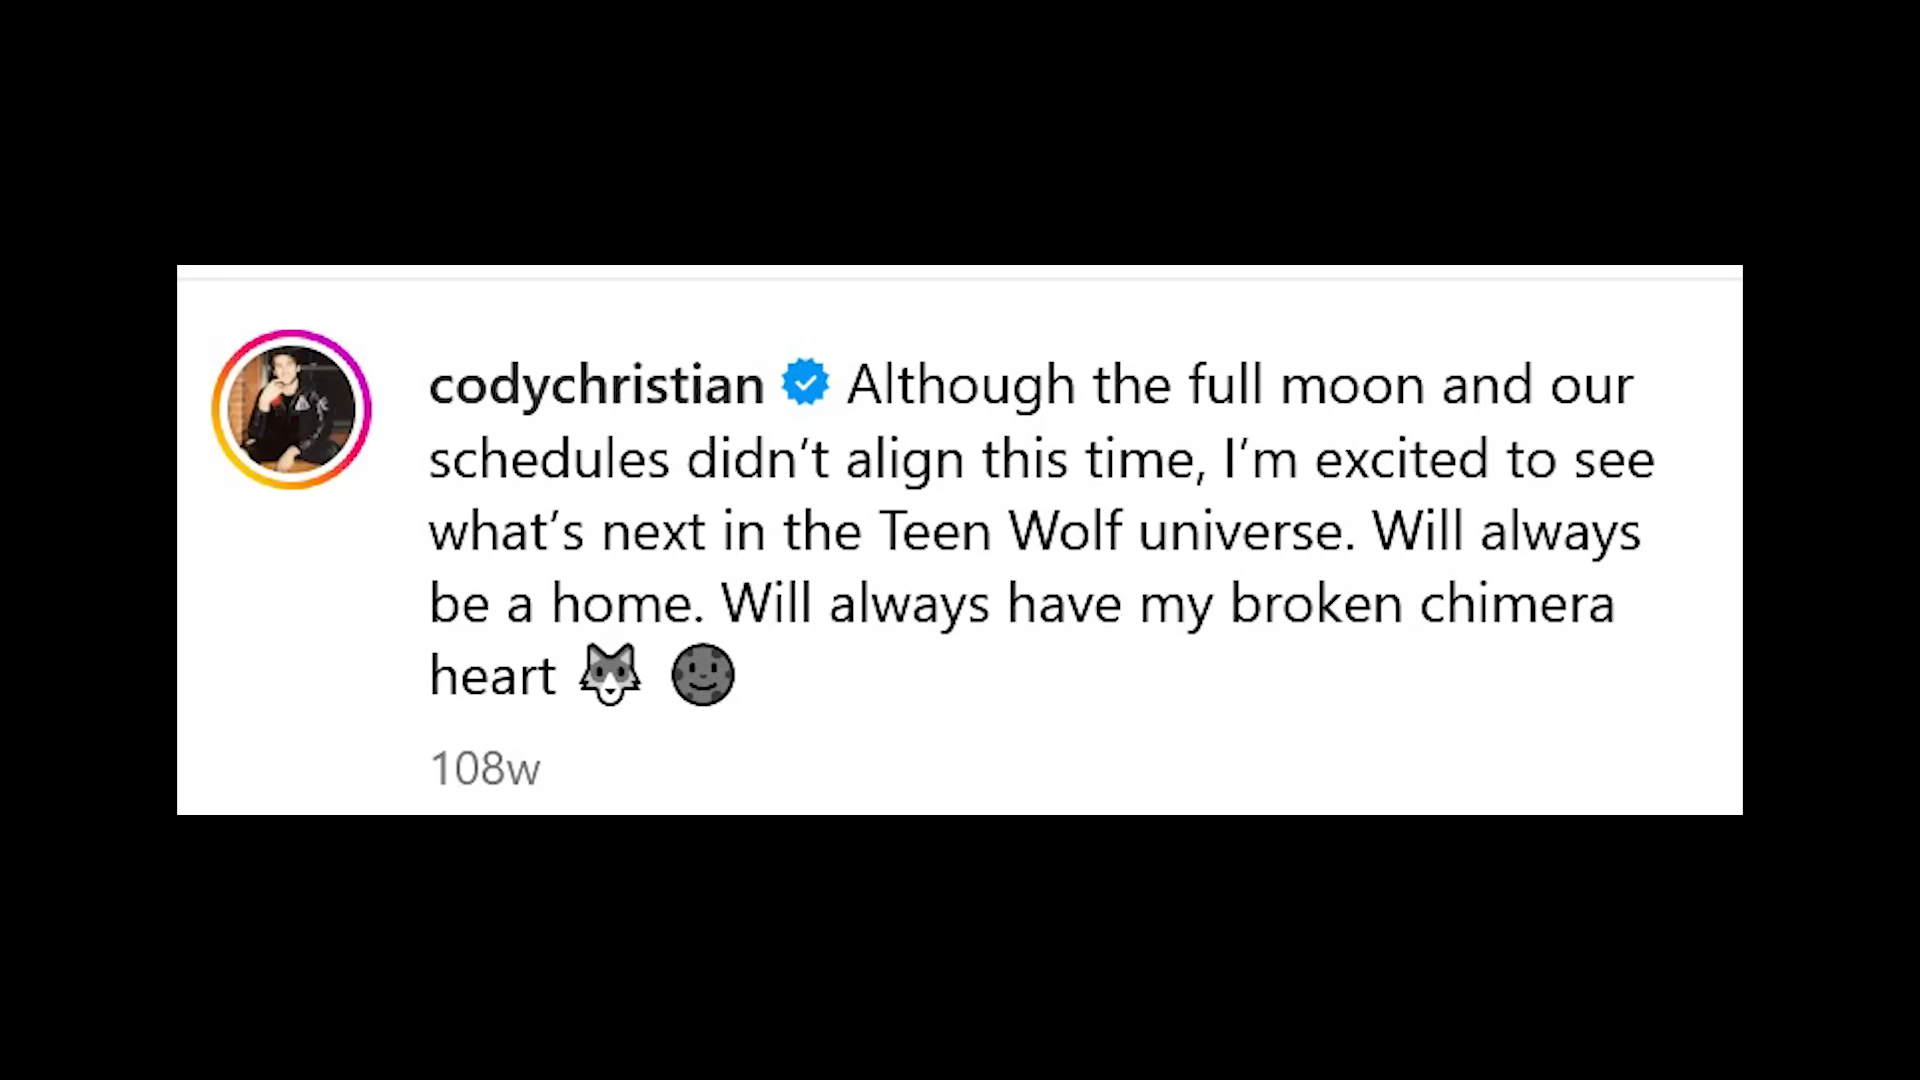 codychristian Although the full moon and our
schedules didn’t align this time, I’m excited to see
what’s next in the Teen Wolf universe. Will always
be a home. Will always have my broken chimera
heart 🐺 🌚
108w